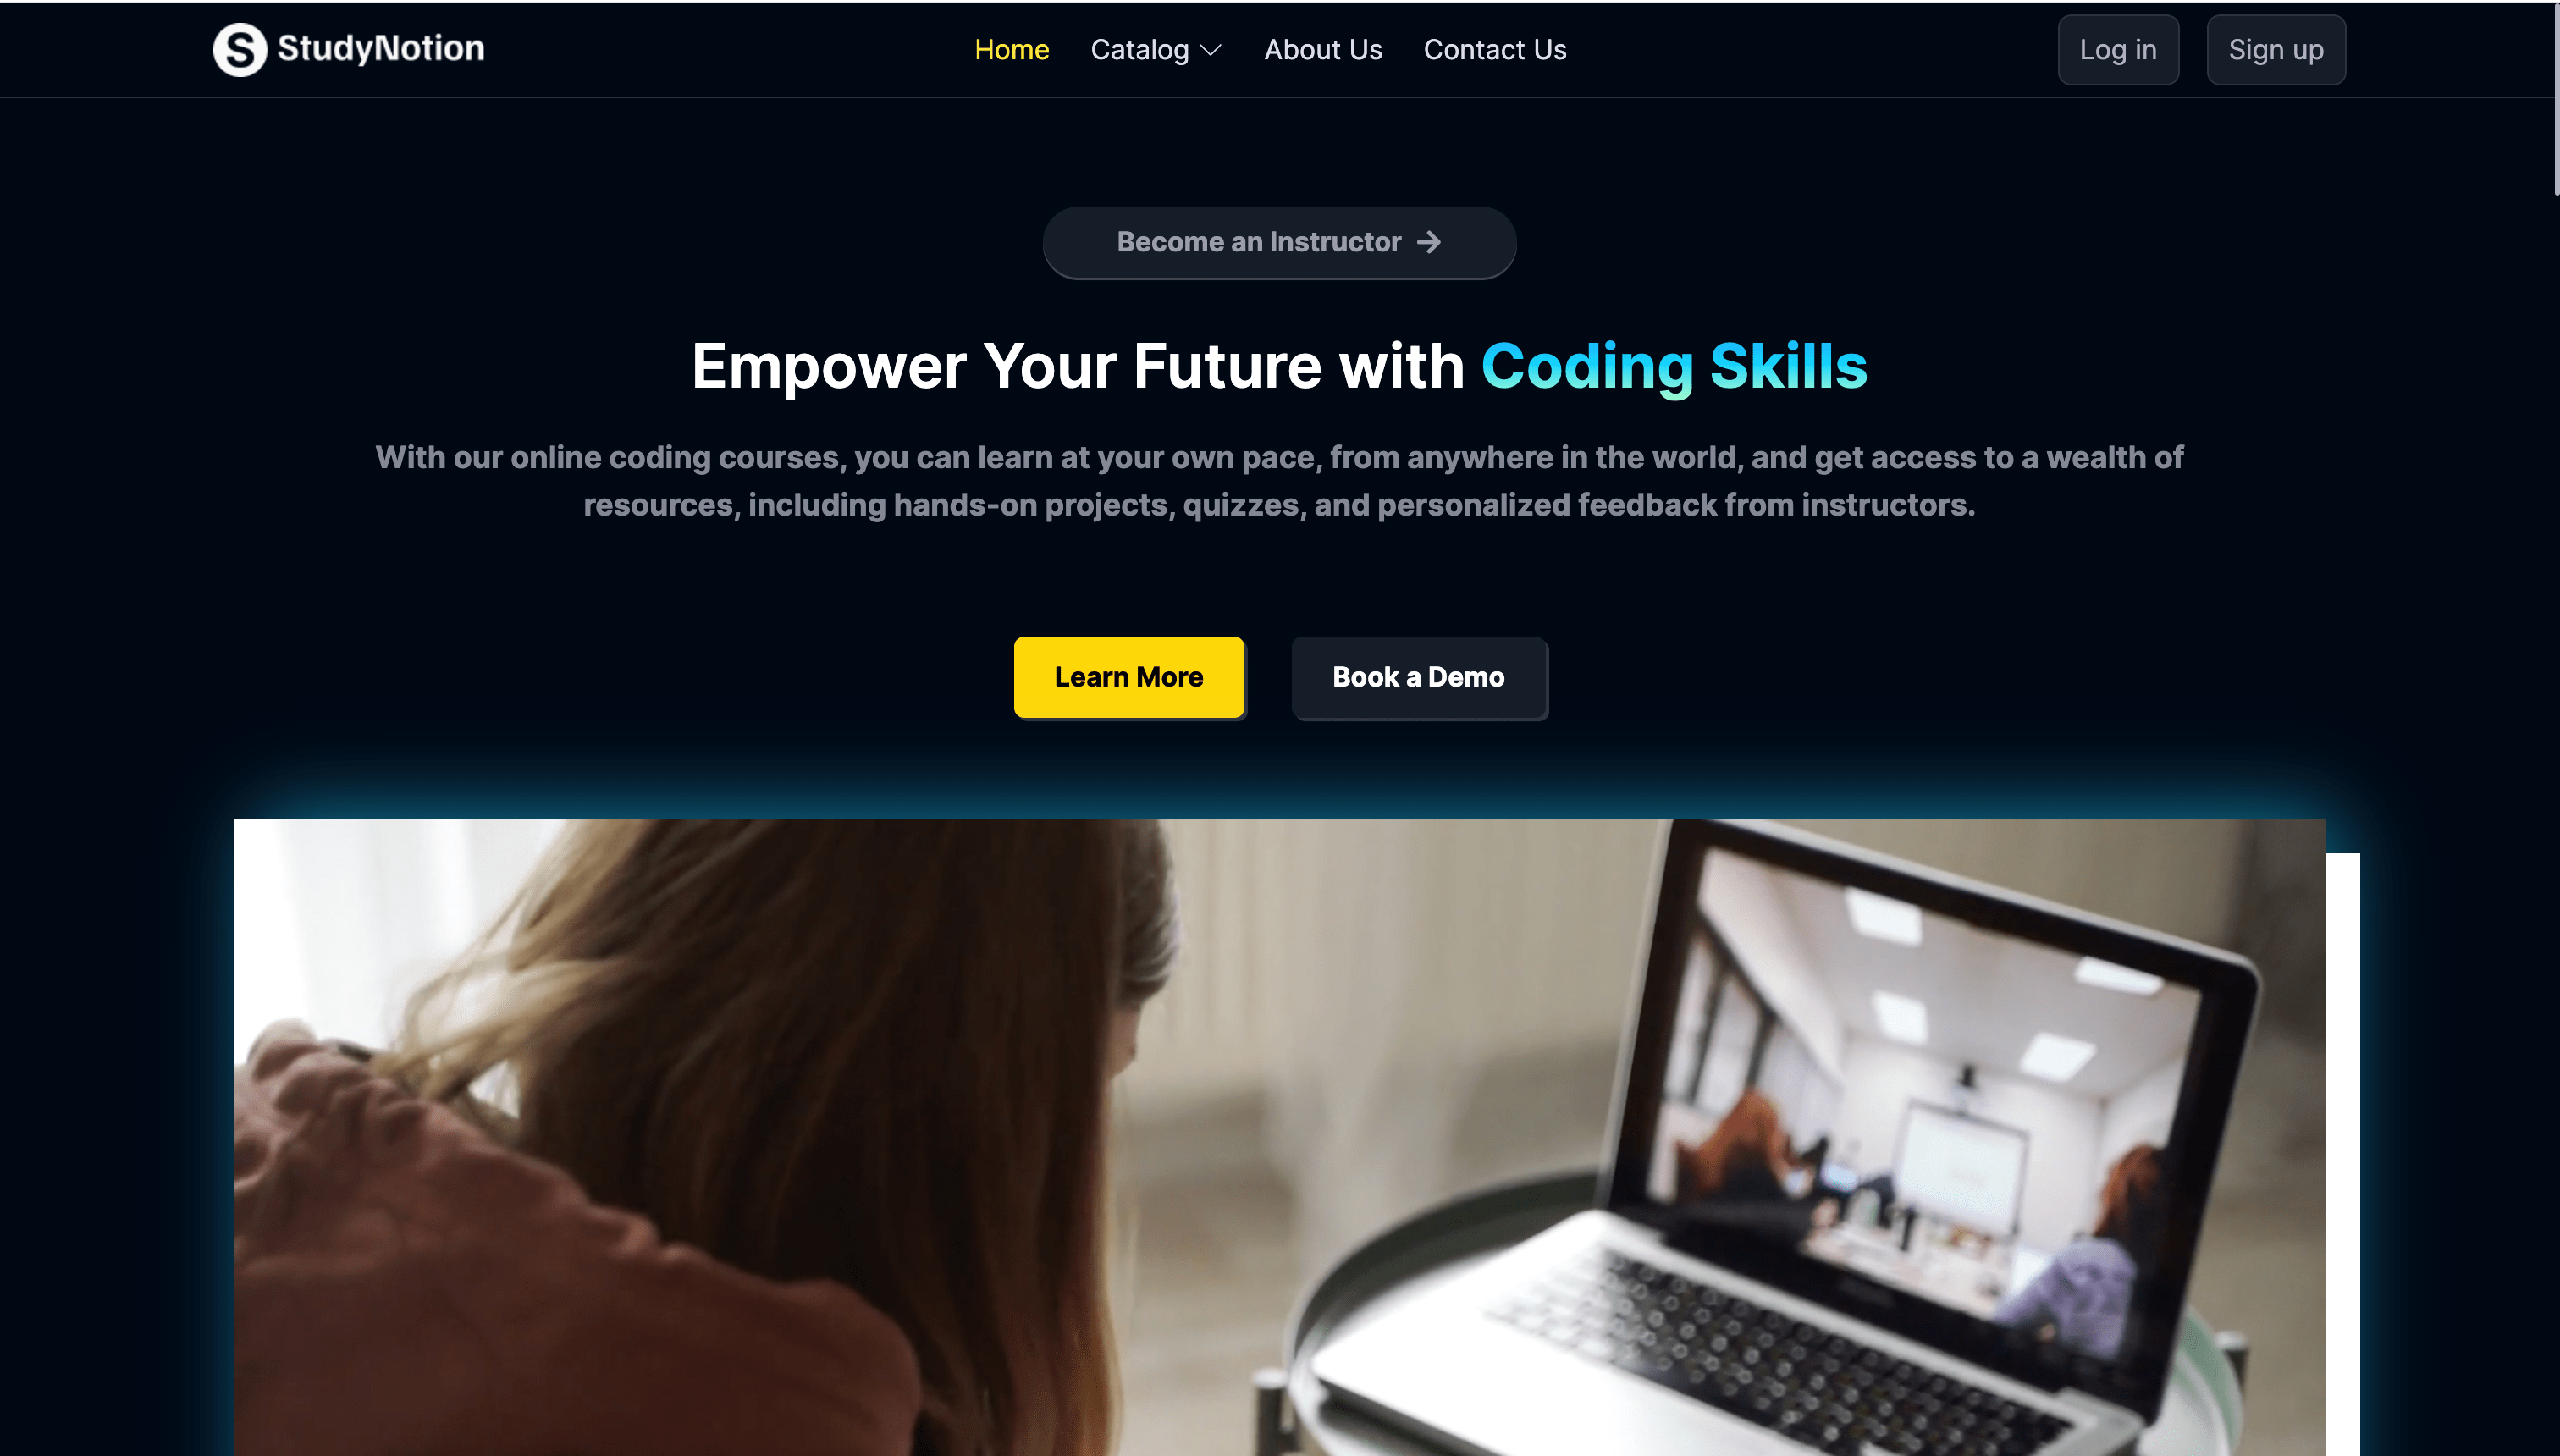 StudyNotion
Home
Catalog
About Us
Contact Us
Log in
Sign up
Become an Instructor →
Empower Your Future with Coding Skills
With our online coding courses, you can learn at your own pace, from anywhere in the world, and get access to a wealth of
resources, including hands-on projects, quizzes, and personalized feedback from instructors.
Learn More
Book a Demo